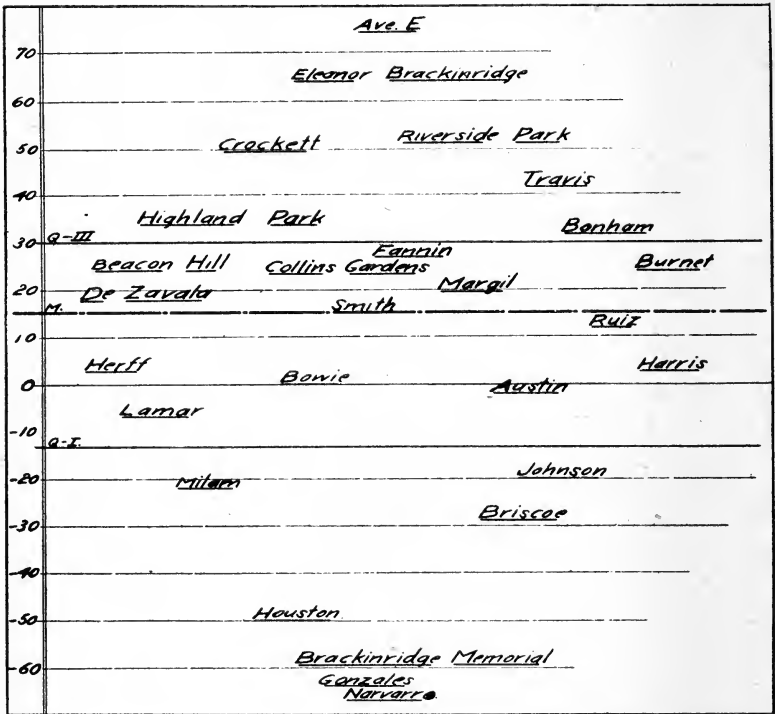 Ave. E
70
Eleanor Brackinridge
60
Crockett Riverside Park
50
Travis
40
Highland Park Bonham
Q-III
30
Fannin
Beacon Hill Collins Gardens Burnet
De Zavala Margil
20
Smith
M.
Ruiz
10
Herff Bowie Austin Harris
0
Lamar
-10
Q-I.
-20
Milam Johnson
Briscoe
-30
-40
Houston
-50
Brackinridge Memorial
-60
Gonzales
Narvarro